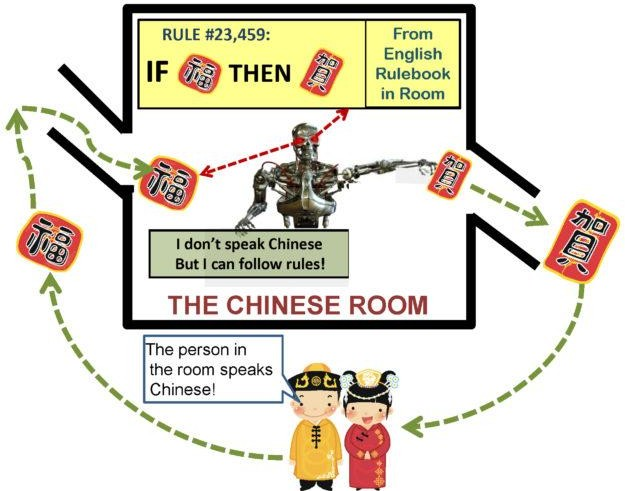 RULE #23,459:
IF 福 THEN 賀
From
English
Rulebook
in Room
福
賀
福
賀
I don't speak Chinese
But I can follow rules!
THE CHINESE ROOM
The person in
the room speaks
Chinese!